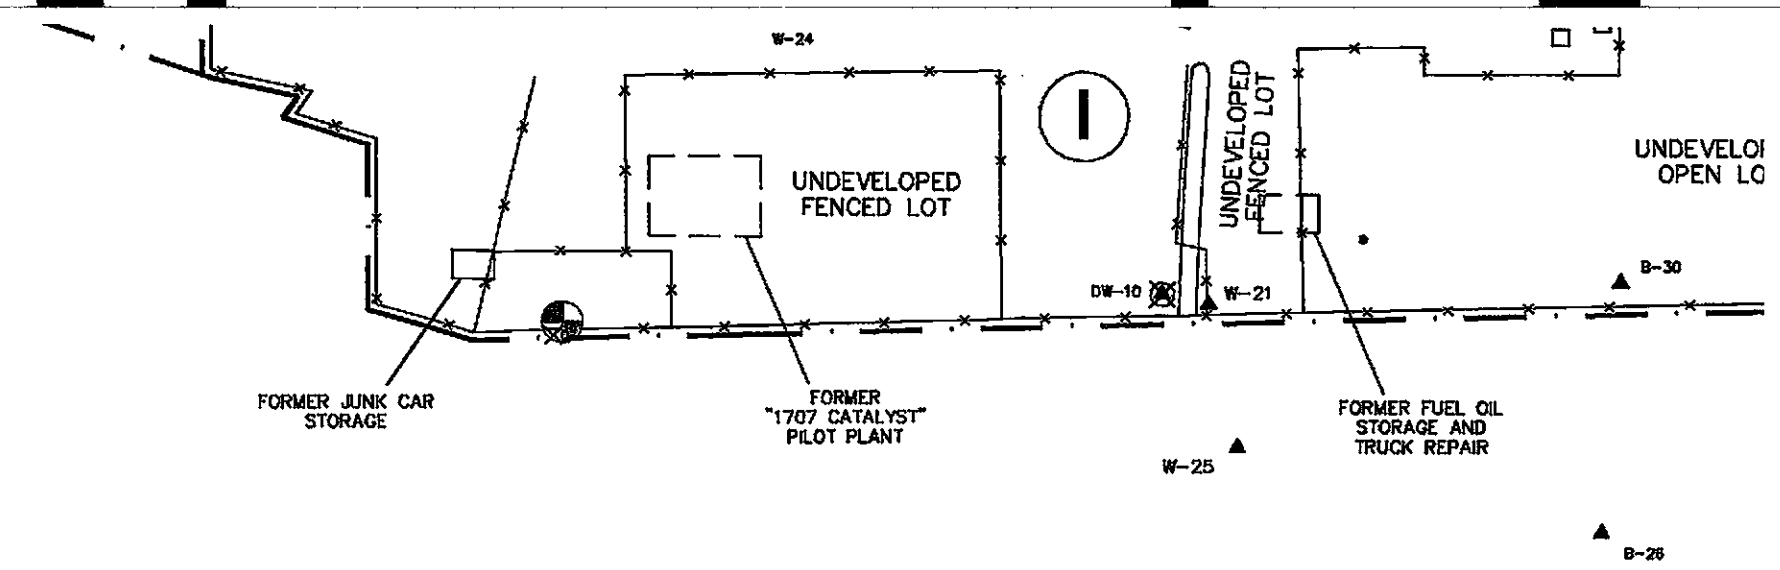 W-24
UNDEVELOPED
FENCED LOT
I
UNDEVELOPED
FENCED LOT
UNDEVELO
OPEN LO
DW-10
W-21
B-30
FORMER JUNK CAR
STORAGE
FORMER
"1707 CATALYST"
PILOT PLANT
FORMER FUEL OIL
STORAGE AND
TRUCK REPAIR
W-25
B-26